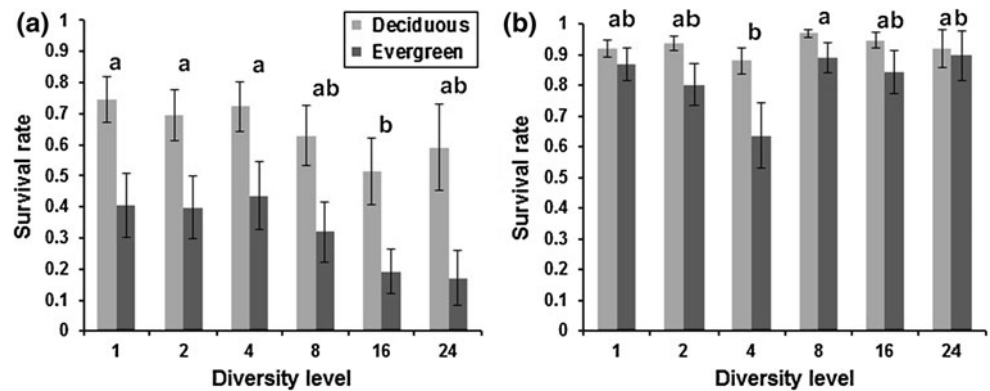 (a)
Deciduous
Evergreen
Survival rate
1
0.9
0.8
0.7
0.6
0.5
0.4
0.3
0.2
0.1
0
a
a
a
ab
b
ab
1 2 4 8 16 24
Diversity level
(b)
Survival rate
1
0.9
0.8
0.7
0.6
0.5
0.4
0.3
0.2
0.1
0
ab
ab
b
a
ab
ab
1 2 4 8 16 24
Diversity level